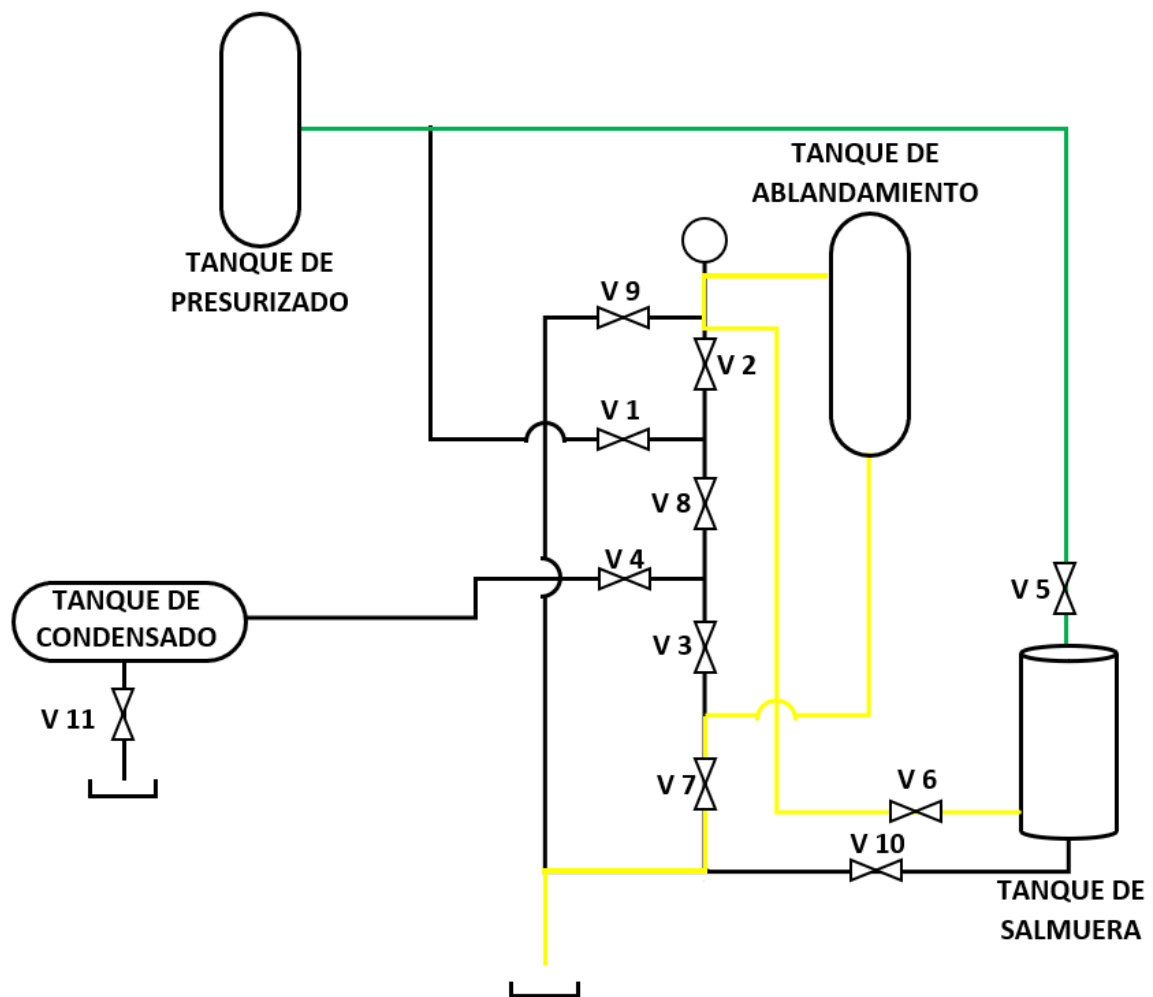 TANQUE DE
ABLANDAMIENTO
TANQUE DE
PRESURIZADO
V 9
V 2
V 1
V 8
V 4
TANQUE DE
CONDENSADO
V 5
V 3
V 11
V 7
V 6
V 10
TANQUE DE
SALMUERA